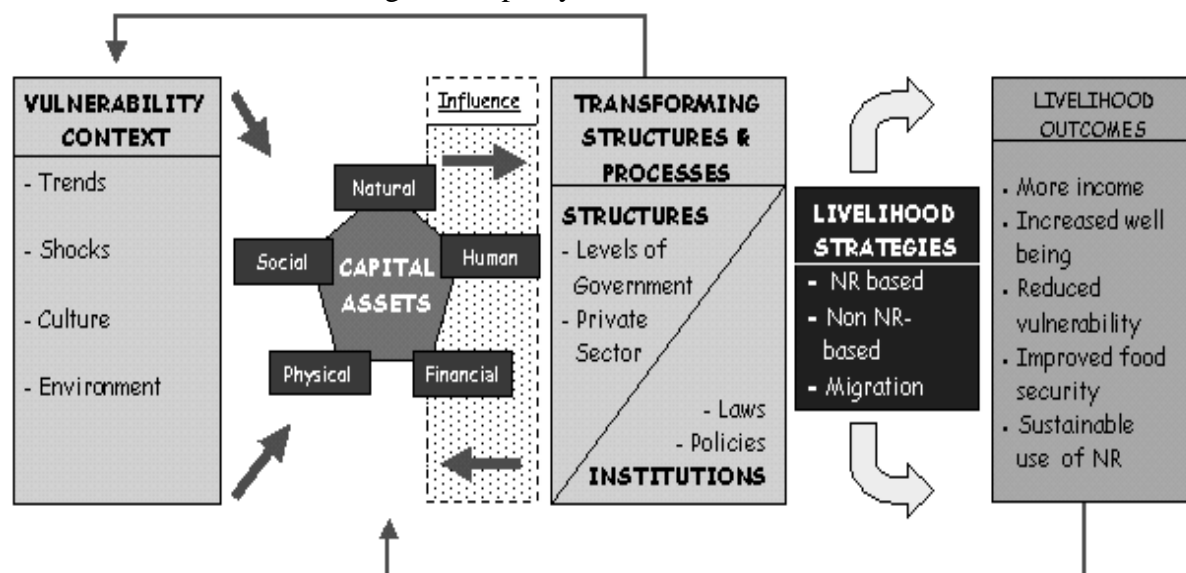 VULNERABILITY
CONTEXT
- Trends
- Shocks
- Culture
- Environment
Natural
Social
Human
CAPITAL
ASSETS
Physical
Financial
Influence
TRANSFORMING
STRUCTURES &
PROCESSES
STRUCTURES
- Levels of
Government
- Private
Sector
- Laws
- Policies
INSTITUTIONS
LIVELIHOOD
STRATEGIES
- NR based
- Non NR-
based
- Migration
LIVELIHOOD
OUTCOMES
. More income
. Increased well
being
. Reduced
vulnerability
. Improved food
security
. Sustainable
use of NR